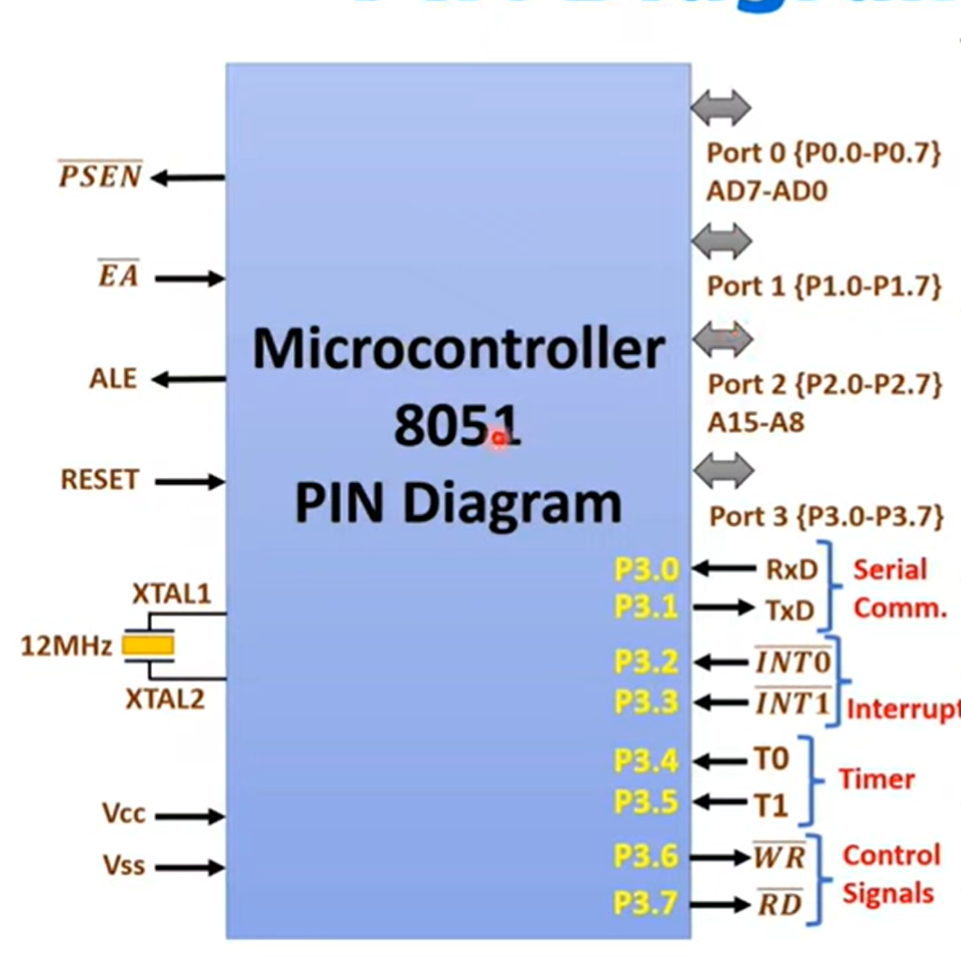 PSEN
EA
ALE
RESET
XTAL1
12MHz
XTAL2
Vcc
Vss
Microcontroller
8051
PIN Diagram
Port 0 {P0.0-P0.7}
AD7-AD0
Port 1 {P1.0-P1.7}
Port 2 {P2.0-P2.7}
A15-A8
Port 3 {P3.0-P3.7}
P3.0 RxD
P3.1 TxD
Serial
Comm.
P3.2 INT0
P3.3 INT1
Interrupt
P3.4 T0
P3.5 T1
Timer
P3.6 WR
P3.7 RD
Control
Signals